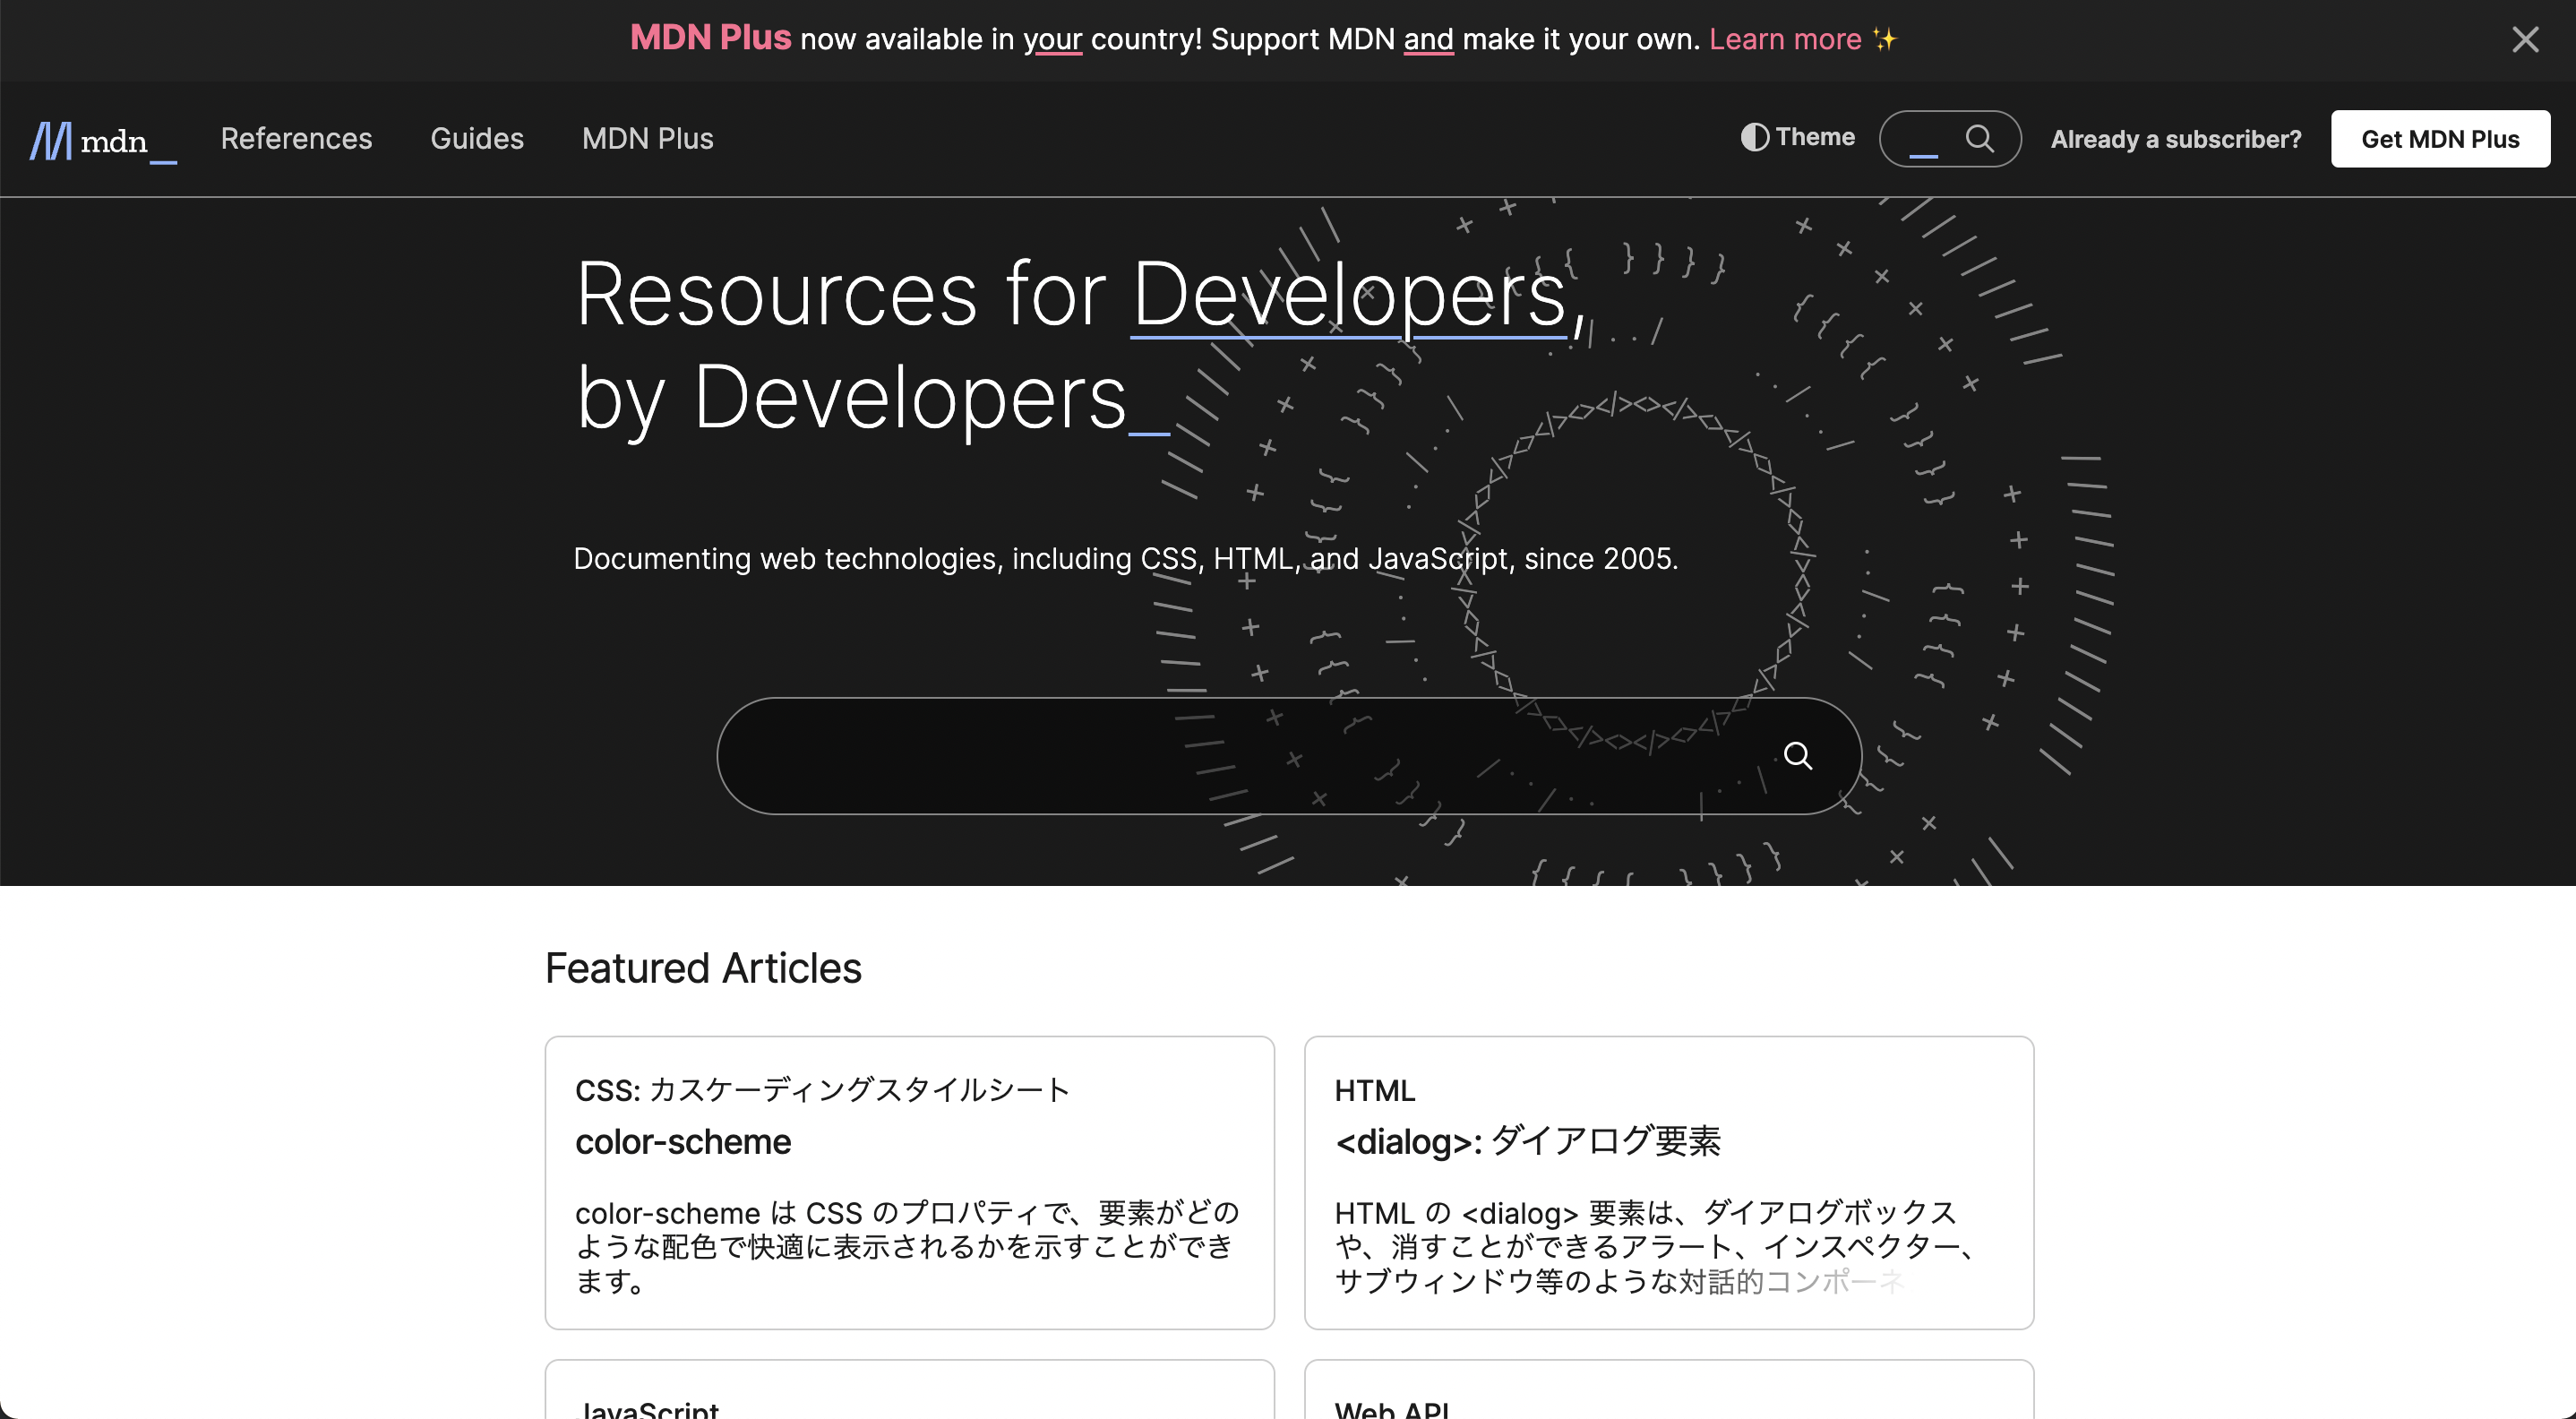 MDN Plus now available in your country! Support MDN and make it your own. Learn more ✨
mdn_
References
Guides
MDN Plus
Theme
Already a subscriber?
Get MDN Plus
Resources for Developers,
by Developers_
Documenting web technologies, including CSS, HTML, and JavaScript, since 2005.
Featured Articles
CSS: カスケーディングスタイルシート
color-scheme
color-scheme は CSS のプロパティで、要素がどの
ような配色で快適に表示されるかを示すことができ
ます。
HTML
<dialog>: ダイアログ要素
HTML の <dialog> 要素は、ダイアログボックス
や、消すことができるアラート、インスペクター、
サブウィンドウ等のような対話的コンポーネ
JavaScript
Web API